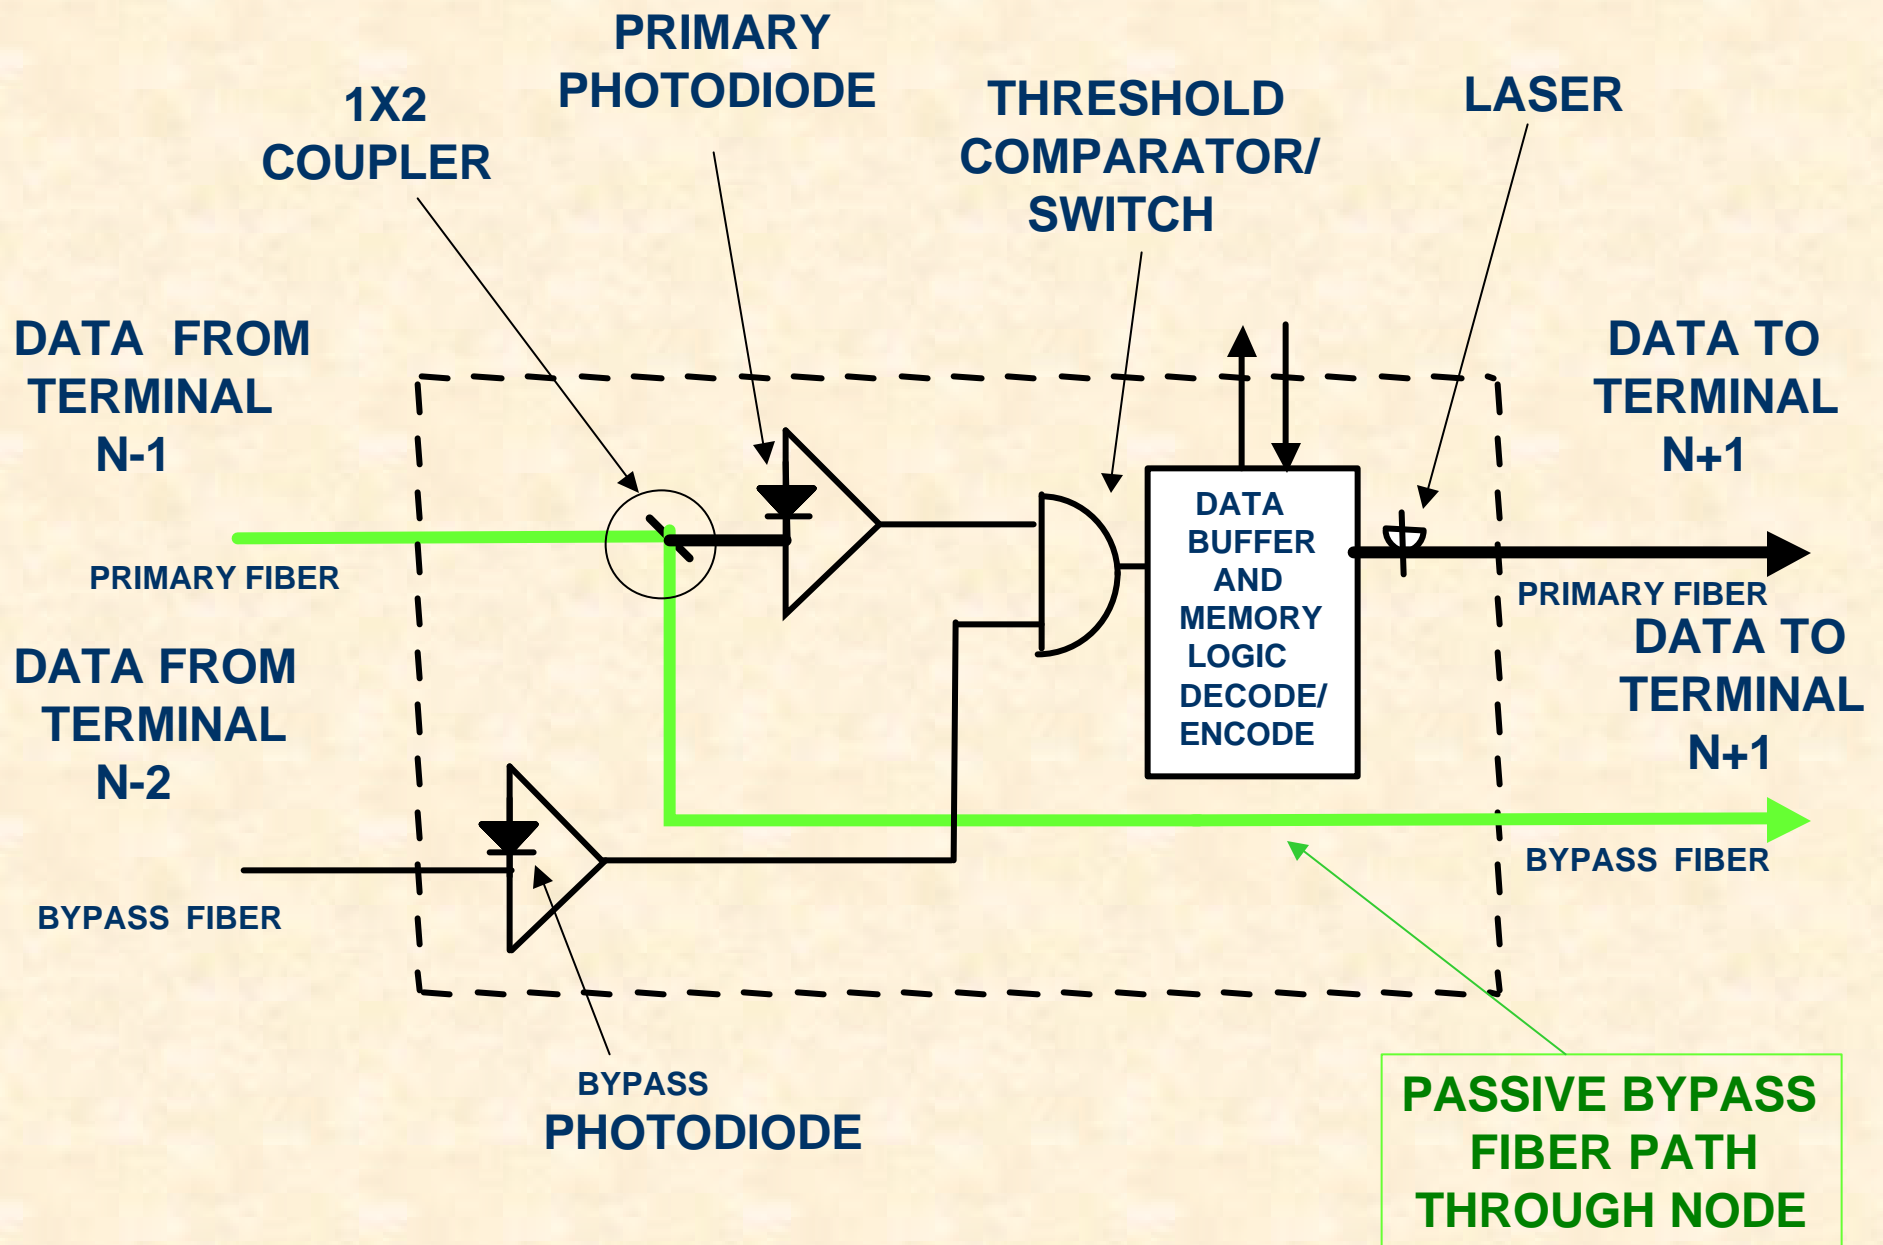 PRIMARY
PHOTODIODE
1X2
COUPLER
THRESHOLD
COMPARATOR/
SWITCH
LASER
DATA FROM
TERMINAL
N-1
PRIMARY FIBER
DATA FROM
TERMINAL
N-2
BYPASS FIBER
DATA
BUFFER
AND
MEMORY
LOGIC
DECODE/
ENCODE
DATA TO
TERMINAL
N+1
PRIMARY FIBER
DATA TO
TERMINAL
N+1
BYPASS FIBER
BYPASS
PHOTODIODE
PASSIVE BYPASS
FIBER PATH
THROUGH NODE